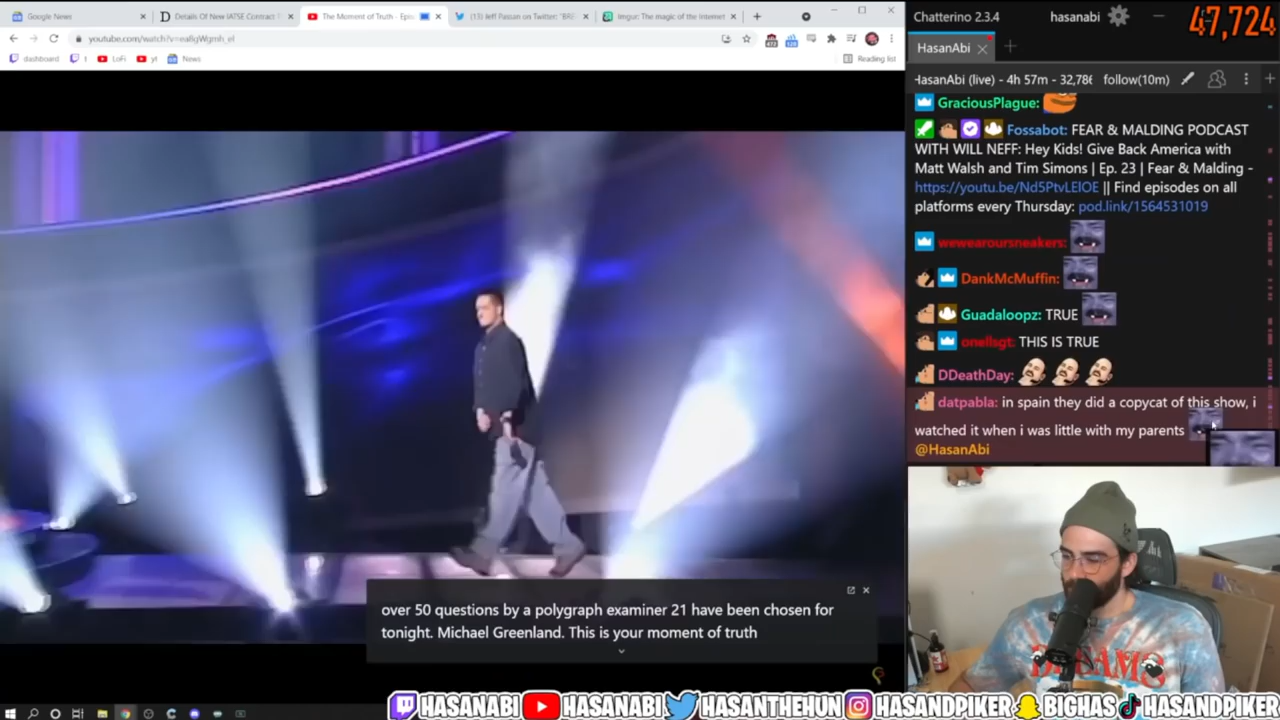 Google News
Details Of New IATSE Contract
The Moment of Truth - Epis
(13) Jeff Passan on Twitter: "BRE
Imgur: The magic of the Internet
youtube.com/watch?v=
dashboard
LoFi
yt
News
Reading list
over 50 questions by a polygraph examiner 21 have been chosen for
tonight. Michael Greenland. This is your moment of truth
Chatterino 2.3.4
hasanabi
47,724
HasanAbi
HasanAbi (live) - 4h 57m - 32,786
follow(10m)
GraciousPlague:
Fossabot: FEAR & MALDING PODCAST
WITH WILL NEFF: Hey Kids! Give Back America with
Matt Walsh and Tim Simons | Ep. 23 | Fear & Malding -
https://youtu.be/Nd5PtvLElOE || Find episodes on all
platforms every Thursday: pod.link/1564531019
wewearoursneakers:
DankMcMuffin:
Guadaloopz: TRUE
onellsgt: THIS IS TRUE
DDeathDay:
datpabla: in spain they did a copycat of this show, i
watched it when i was little with my parents
@HasanAbi
DREAMS
HASANABI
HASANABI
HASANTHEHUN
HASANDPIKER
BIGHAS
HASANDPIKER